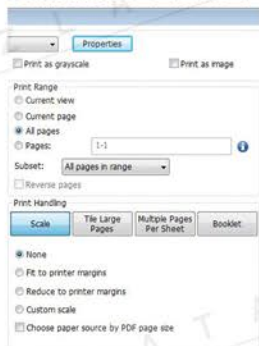 Properties
Print as grayscale Print as image
Print Range
Current view
Current page
All pages
Pages: 1-1
Subset: All pages in range
Reverse pages
Print Handling
Scale Tile Large Pages Multiple Pages Per Sheet Booklet
None
Fit to printer margins
Reduce to printer margins
Custom scale
Choose paper source by PDF page size